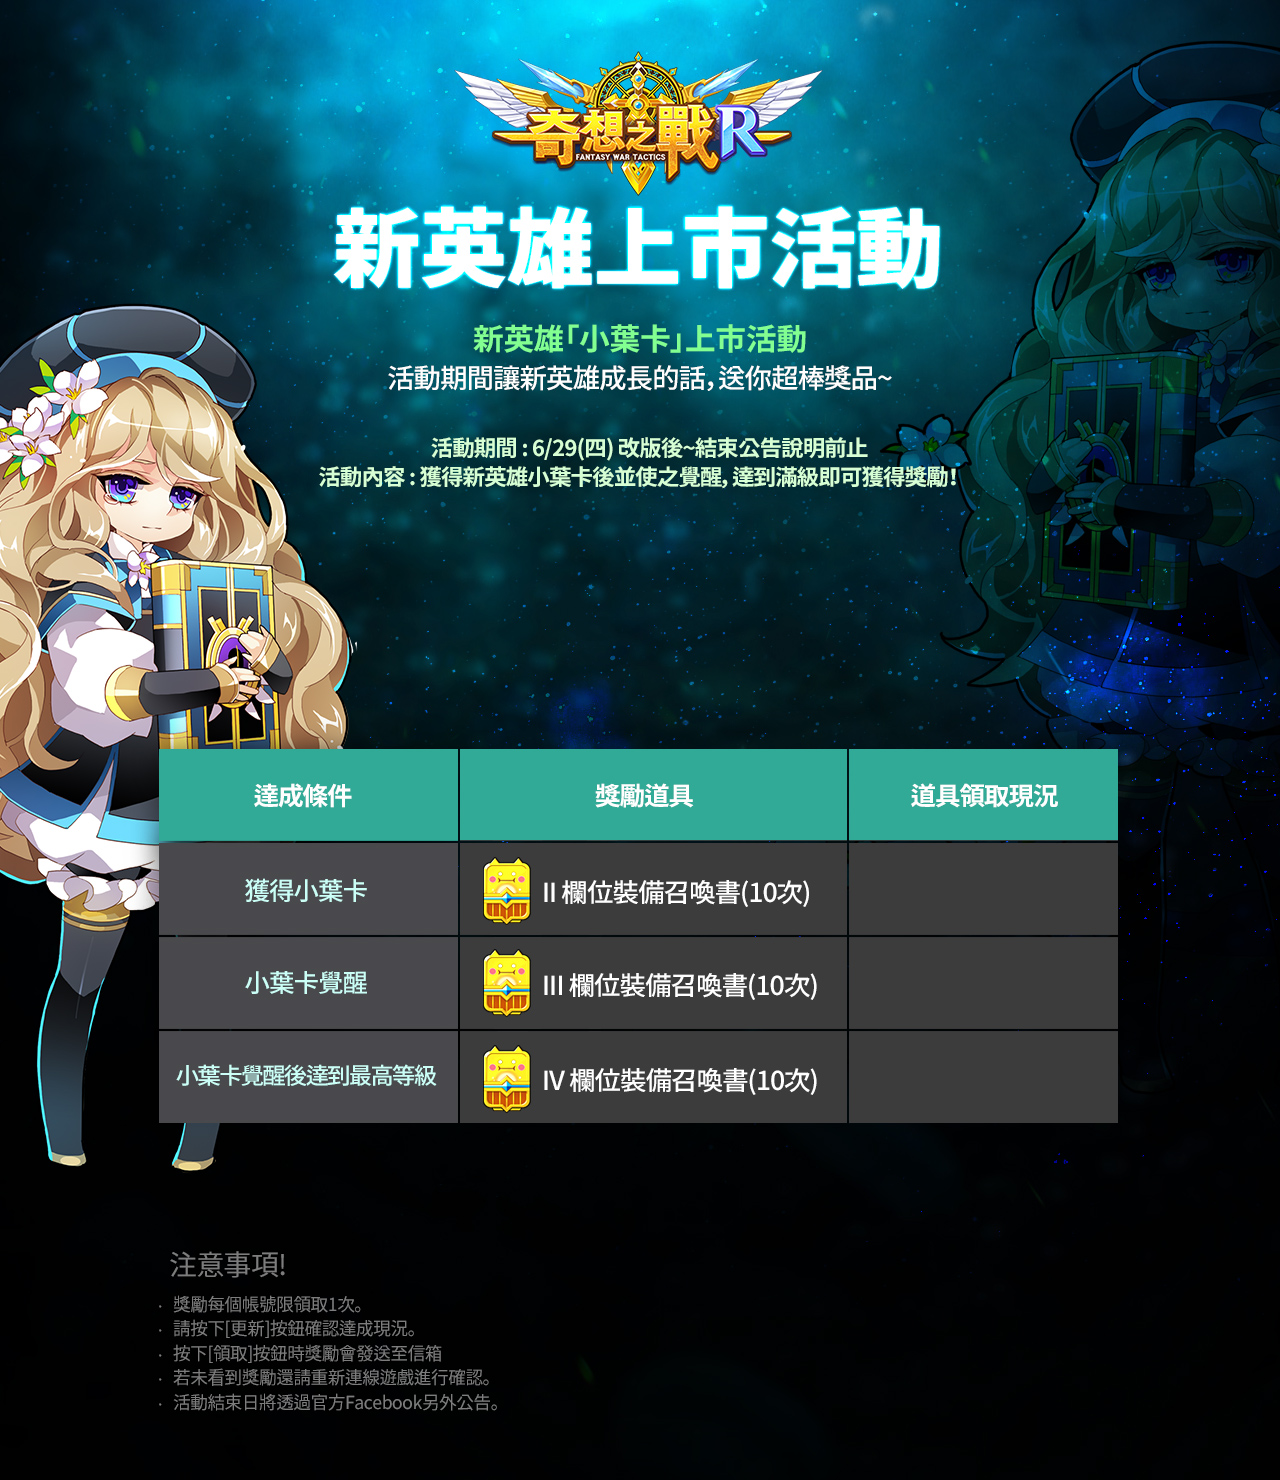 奇想之戰R
FANTASY WAR TACTICS
新英雄上市活動
新英雄「小葉卡」上市活動
活動期間讓新英雄成長的話, 送你超棒獎品~
活動期間 : 6/29(四) 改版後~結束公告說明前止
活動內容 : 獲得新英雄小葉卡後並使之覺醒, 達到滿級即可獲得獎勵!
達成條件 獎勵道具 道具領取現況
獲得小葉卡 II 欄位裝備召喚書(10次)
小葉卡覺醒 III 欄位裝備召喚書(10次)
小葉卡覺醒後達到最高等級 IV 欄位裝備召喚書(10次)
注意事項!
· 獎勵每個帳號限領取1次。
· 請按下[更新]按鈕確認達成現況。
· 按下[領取]按鈕時獎勵會發送至信箱
· 若未看到獎勵還請重新連線遊戲進行確認。
· 活動結束日將透過官方Facebook另外公告。